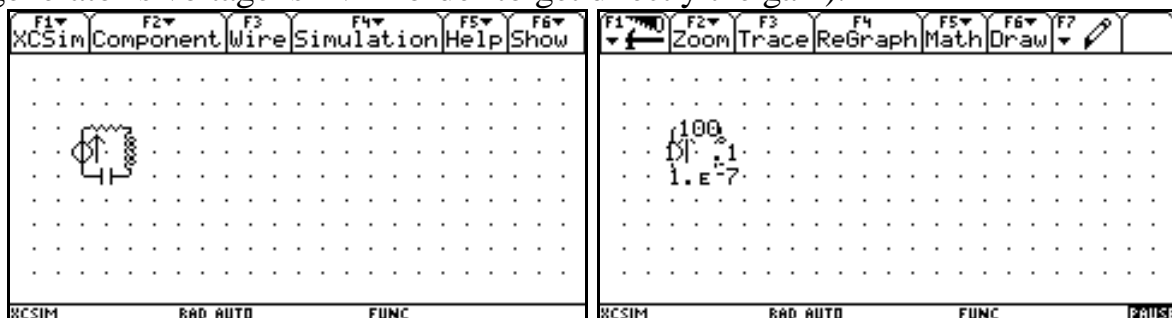 F1 F2 F3 F4 F5 F6
XCSim Component Wire Simulation Help Show
XCSIM RAD AUTO FUNC
F1 F2 F3 F4 F5 F6 F7
Zoom Trace ReGraph Math Draw
100
.1
1.E-7
XCSIM RAD AUTO FUNC PAUSE